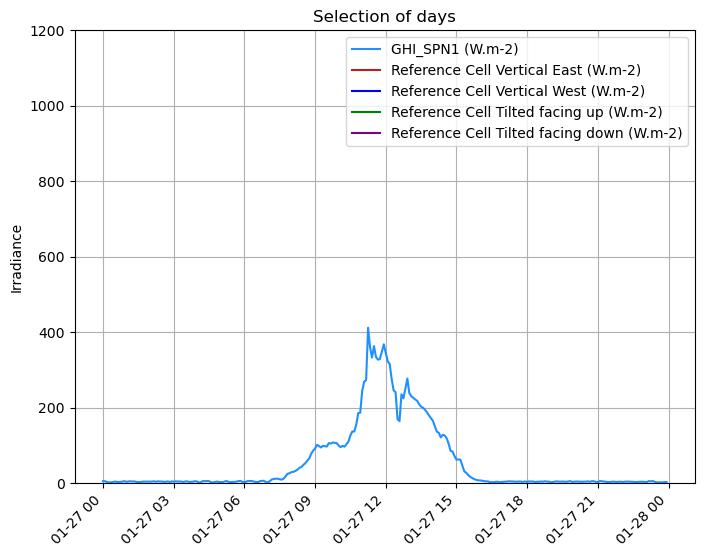 Selection of days
1200
1000
800
600
400
200
0
Irradiance
GHI_SPN1 (W.m-2)
Reference Cell Vertical East (W.m-2)
Reference Cell Vertical West (W.m-2)
Reference Cell Tilted facing up (W.m-2)
Reference Cell Tilted facing down (W.m-2)
01-27 00
01-27 03
01-27 06
01-27 09
01-27 12
01-27 15
01-27 18
01-27 21
01-28 00